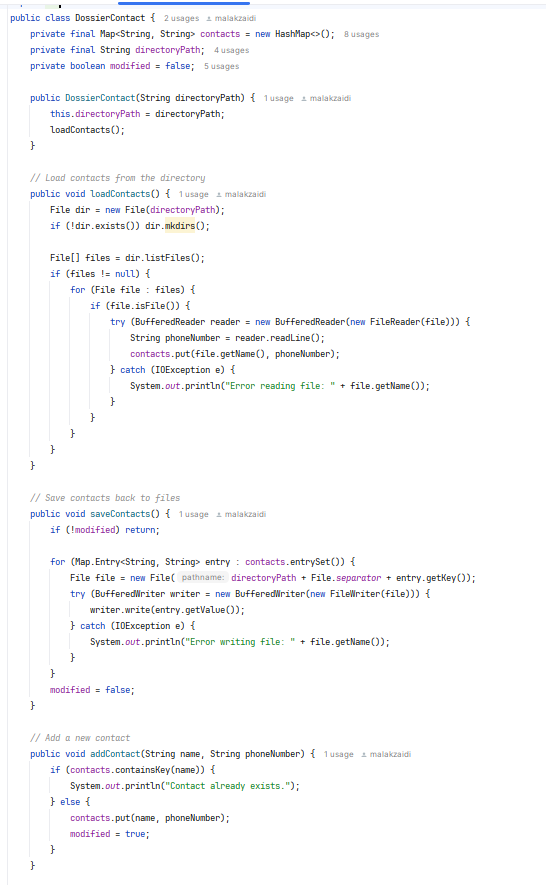 public class DossierContact { 2 usages malakzaidi
    private final Map<String, String> contacts = new HashMap<>(); 8 usages
    private final String directoryPath; 4 usages
    private boolean modified = false; 5 usages

    public DossierContact(String directoryPath) { 1 usage malakzaidi
        this.directoryPath = directoryPath;
        loadContacts();
    }

    // Load contacts from the directory
    public void loadContacts() { 1 usage malakzaidi
        File dir = new File(directoryPath);
        if (!dir.exists()) dir.mkdirs();

        File[] files = dir.listFiles();
        if (files != null) {
            for (File file : files) {
                if (file.isFile()) {
                    try (BufferedReader reader = new BufferedReader(new FileReader(file))) {
                        String phoneNumber = reader.readLine();
                        contacts.put(file.getName(), phoneNumber);
                    } catch (IOException e) {
                        System.out.println("Error reading file: " + file.getName());
                    }
                }
            }
        }
    }

    // Save contacts back to files
    public void saveContacts() { 1 usage malakzaidi
        if (!modified) return;

        for (Map.Entry<String, String> entry : contacts.entrySet()) {
            File file = new File( pathname: directoryPath + File.separator + entry.getKey());
            try (BufferedWriter writer = new BufferedWriter(new FileWriter(file))) {
                writer.write(entry.getValue());
            } catch (IOException e) {
                System.out.println("Error writing file: " + file.getName());
            }
        }
        modified = false;
    }

    // Add a new contact
    public void addContact(String name, String phoneNumber) { 1 usage malakzaidi
        if (contacts.containsKey(name)) {
            System.out.println("Contact already exists.");
        } else {
            contacts.put(name, phoneNumber);
            modified = true;
        }
    }